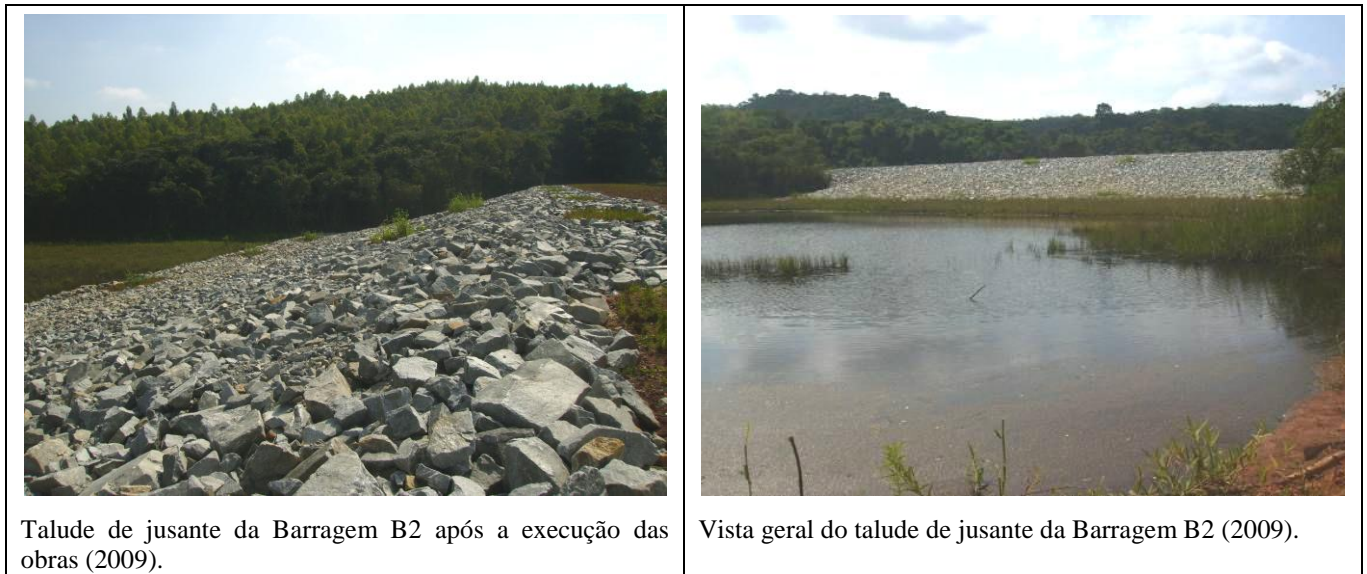 Talude de jusante da Barragem B2 após a execução das
obras (2009).
Vista geral do talude de jusante da Barragem B2 (2009).